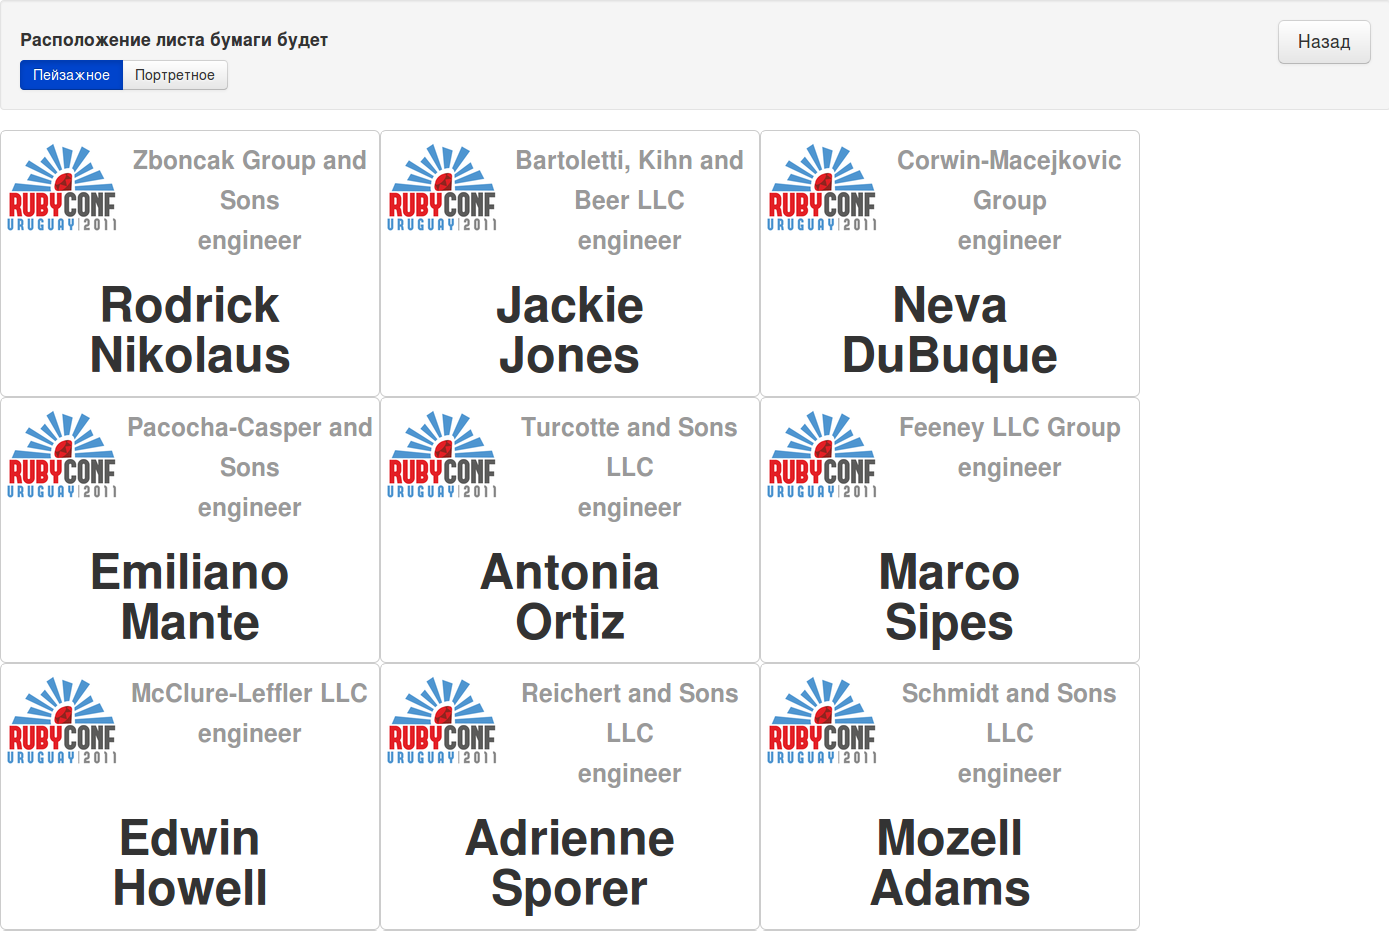 Расположение листа бумаги будет
Назад
Пейзажное Портретное
RUBYCONF
URUGUAY|2011
Zboncak Group and
Sons
engineer
Rodrick
Nikolaus
RUBYCONF
URUGUAY|2011
Bartoletti, Kihn and
Beer LLC
engineer
Jackie
Jones
RUBYCONF
URUGUAY|2011
Corwin-Macejkovic
Group
engineer
Neva
DuBuque
RUBYCONF
URUGUAY|2011
Pacocha-Casper and
Sons
engineer
Emiliano
Mante
RUBYCONF
URUGUAY|2011
Turcotte and Sons
LLC
engineer
Antonia
Ortiz
RUBYCONF
URUGUAY|2011
Feeney LLC Group
engineer
Marco
Sipes
RUBYCONF
URUGUAY|2011
McClure-Leffler LLC
engineer
Edwin
Howell
RUBYCONF
URUGUAY|2011
Reichert and Sons
LLC
engineer
Adrienne
Sporer
RUBYCONF
URUGUAY|2011
Schmidt and Sons
LLC
engineer
Mozell
Adams